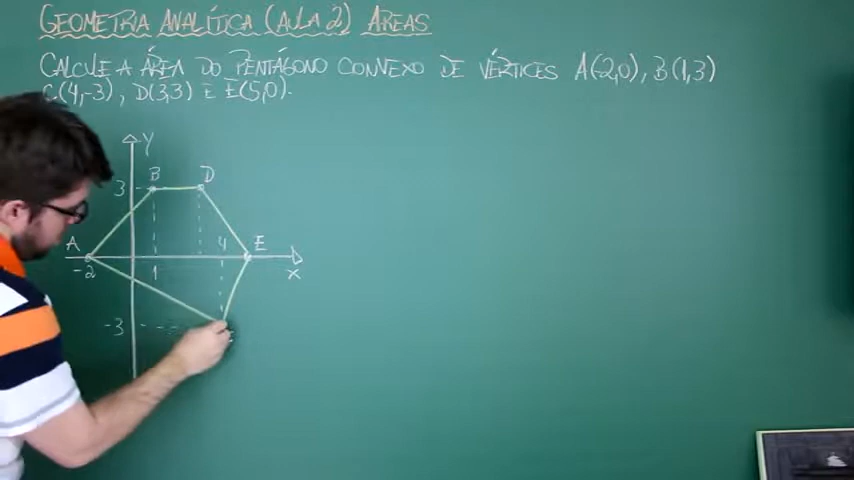 GEOMETRIA ANALÍTICA (AULA 2) ÁREAS
CALCULE A ÁREA DO PENTÁGONO CONVEXO DE VÉRTICES A(-2,0), B(1,3)
C(4,-3), D(3,3) E E(5,0).
Y
B D
3
A 4 E
-2 1 X
-3